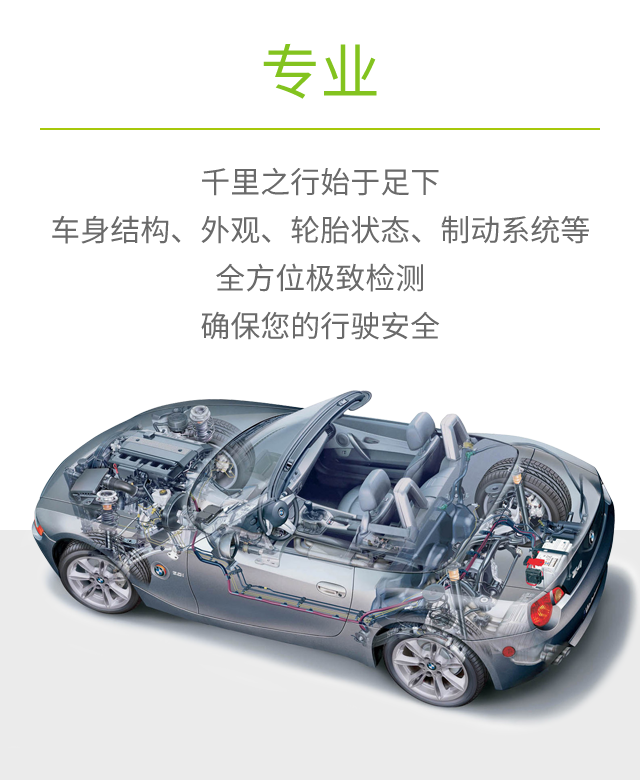 专业
千里之行始于足下
车身结构、外观、轮胎状态、制动系统等
全方位极致检测
确保您的行驶安全